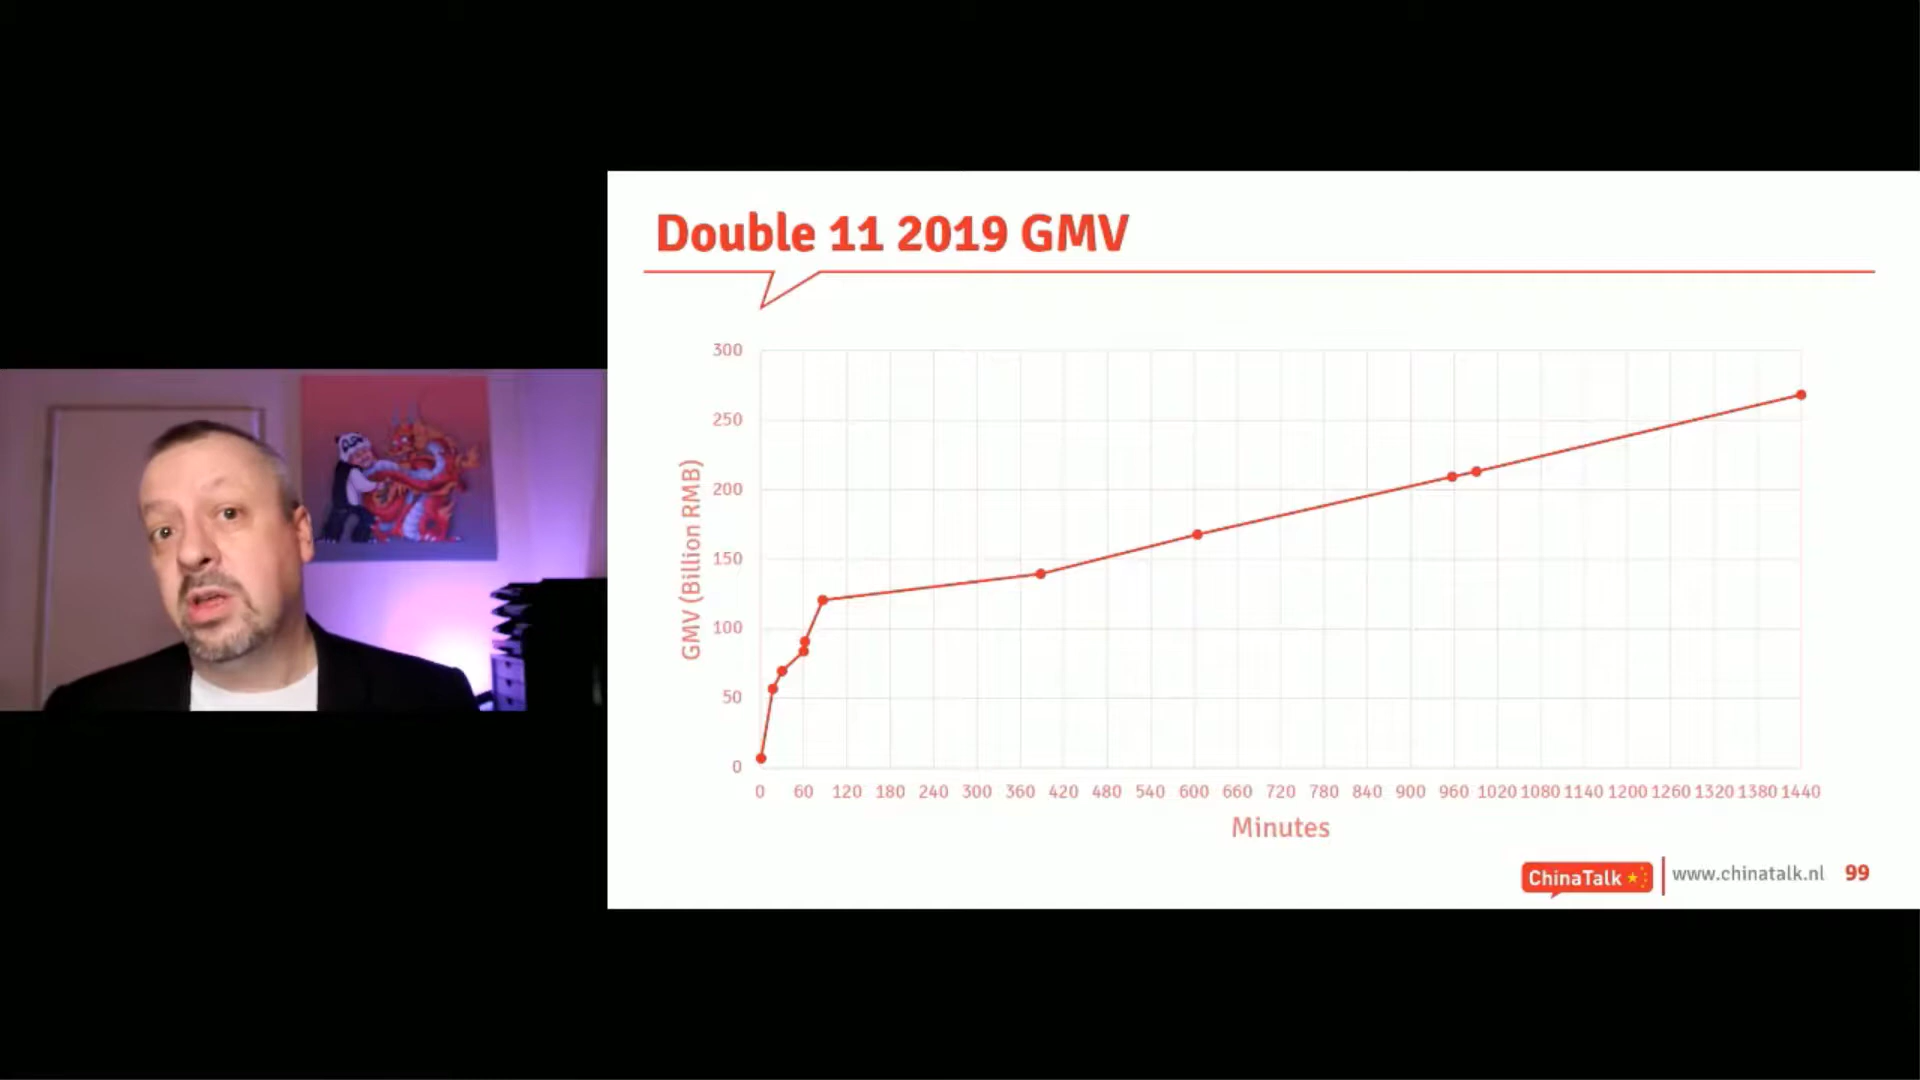 Double 11 2019 GMV
300
250
200
150
100
50
0
GMV (Billion RMB)
0 60 120 180 240 300 360 420 480 540 600 660 720 780 840 900 960 1020 1080 1140 1200 1260 1320 1380 1440
Minutes
ChinaTalk www.chinatalk.nl 99